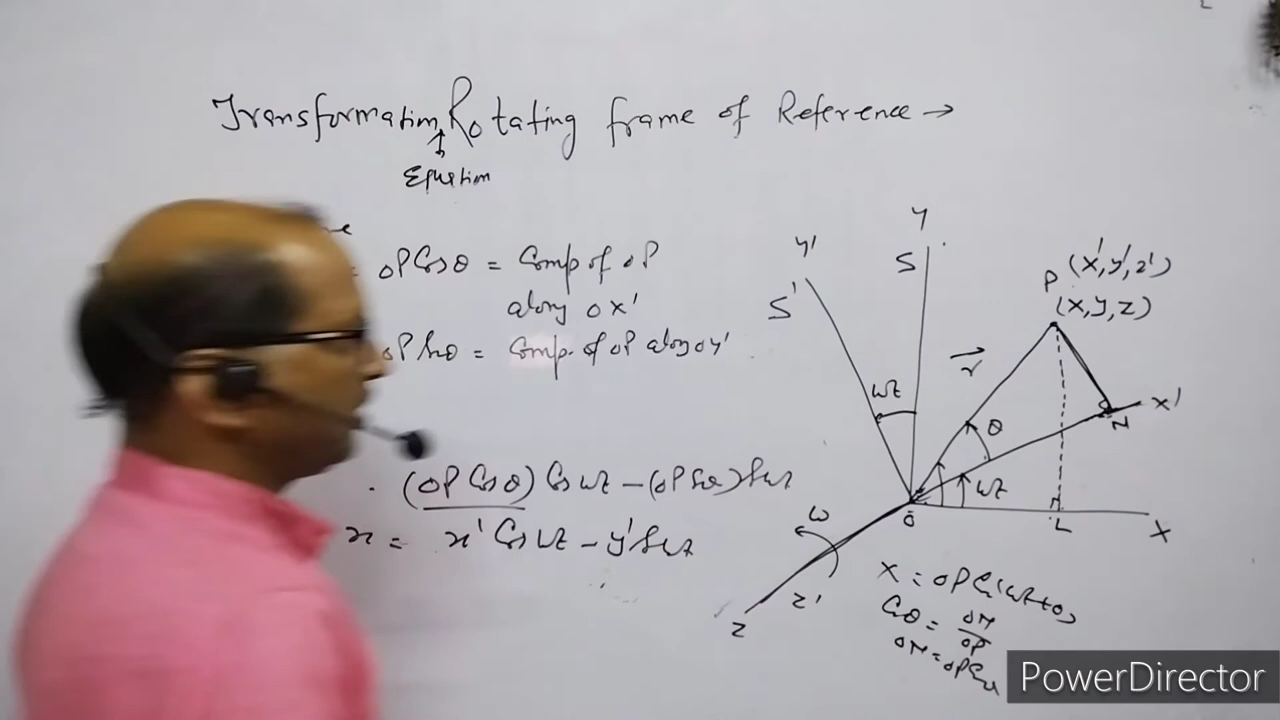 Transformation Rotating frame of Reference →
Equation
OP Cos θ = Comp of OP
along OX'
OP Sin θ = Comp. of OP along OY'
(OP Cos θ) Cos ωt – (OP Sin θ) Sin ωt
x = x' Cos ωt – y' Sin ωt
Y
Y'
S
S'
P (x', y', z')
(x, y, z)
r
ωt
θ
X'
N
ωt
O
L
X
ω
Z'
Z
X = OP Cos (ωt + θ)
Cos θ = ON/OP
ON = OP Cos θ
PowerDirector